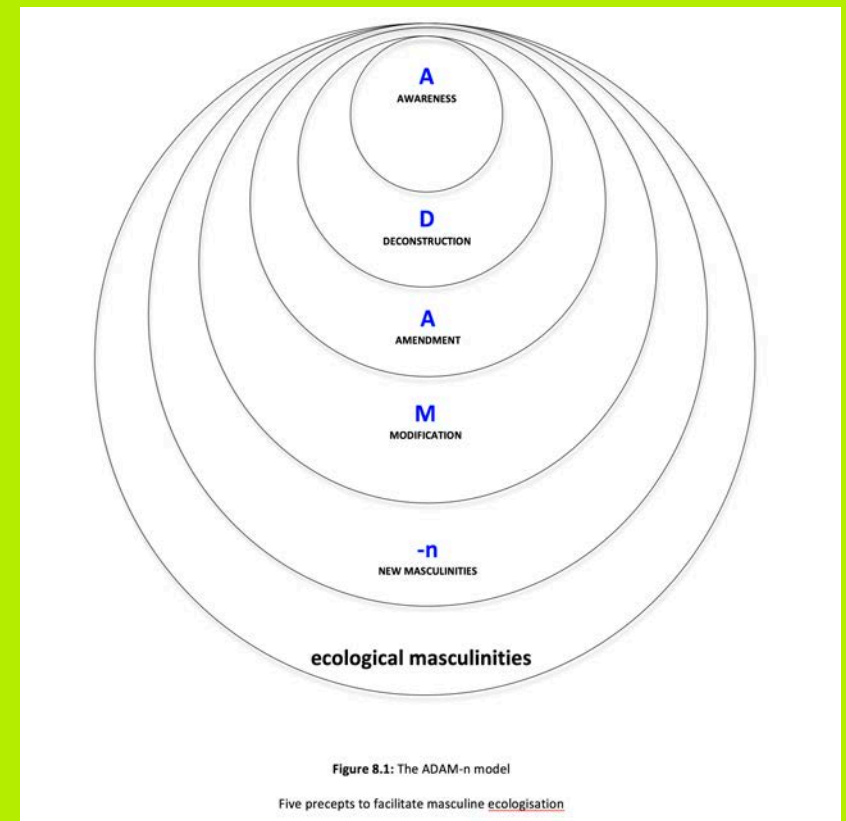 A
AWARENESS
D
DECONSTRUCTION
A
AMENDMENT
M
MODIFICATION
-n
NEW MASCULINITIES
ecological masculinities
Figure 8.1: The ADAM-n model
Five precepts to facilitate masculine ecologisation